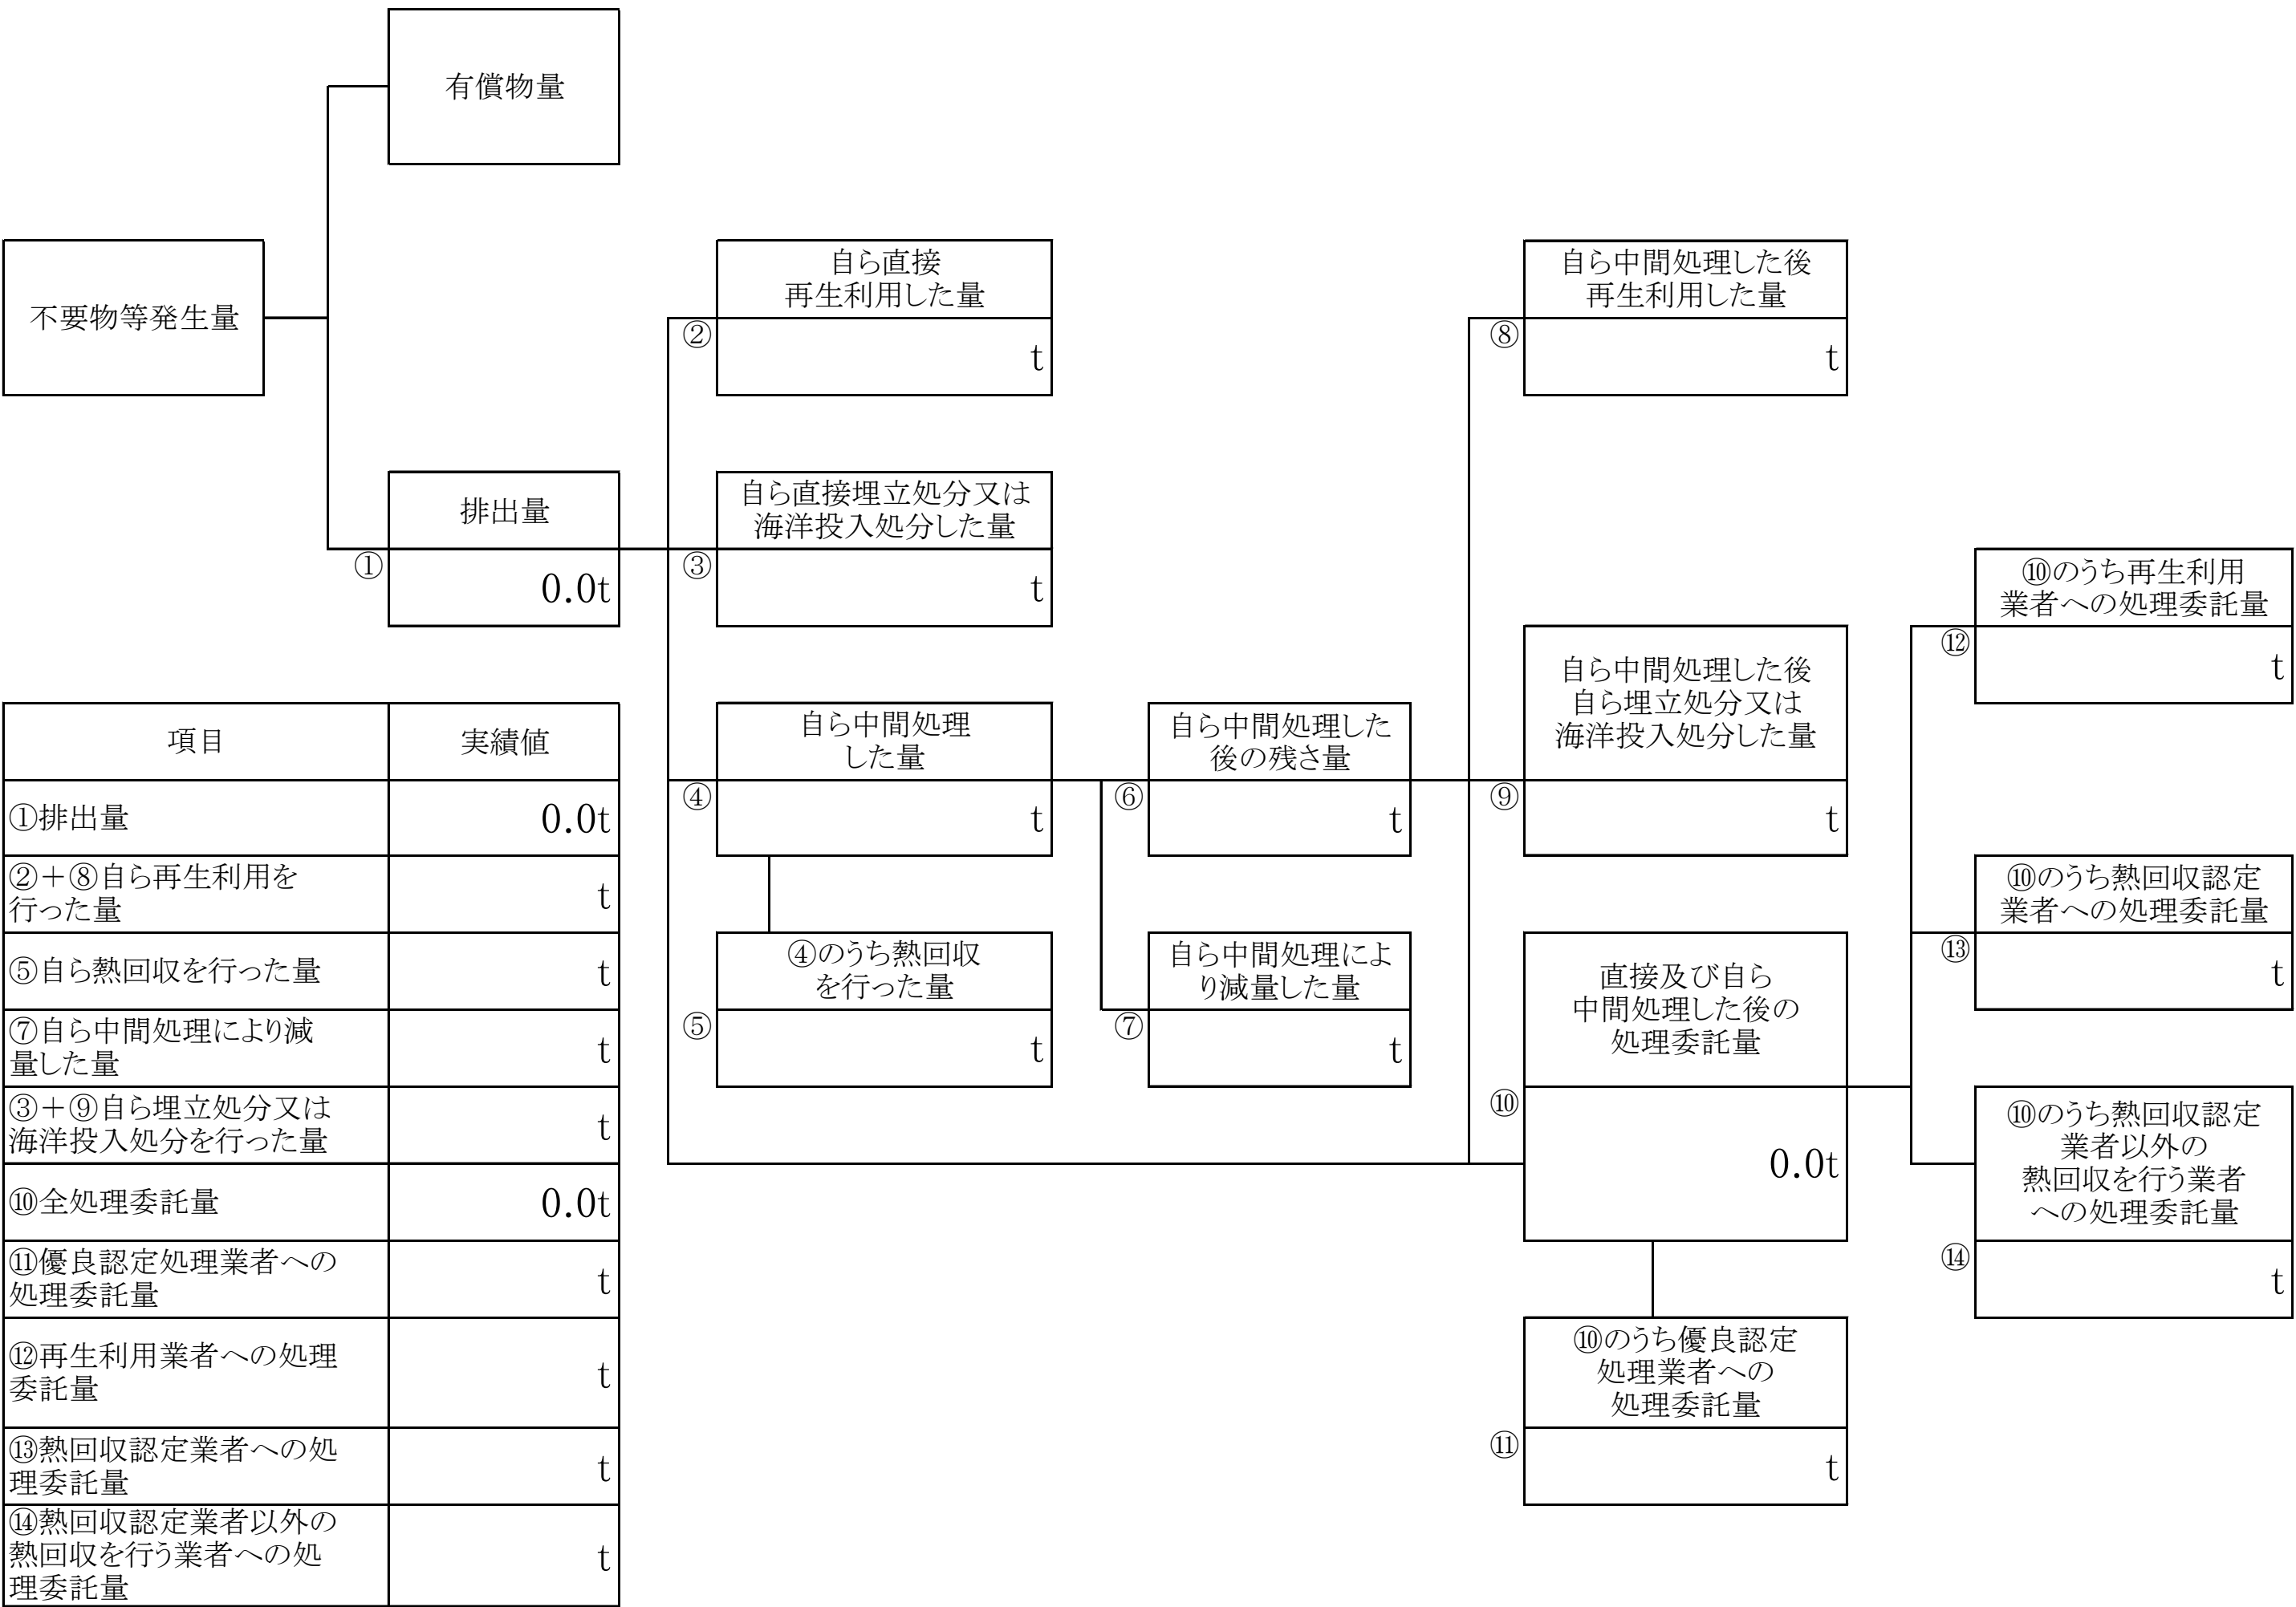 有償物量
不要物等発生量
自ら直接
再生利用した量
②
t
自ら中間処理した後
再生利用した量
⑧
t
排出量
①
0.0t
自ら直接埋立処分又は
海洋投入処分した量
③
t
⑩のうち再生利用
業者への処理委託量
⑫
t
自ら中間処理した後
自ら埋立処分又は
海洋投入処分した量
⑨
t
自ら中間処理
した量
④
t
自ら中間処理した
後の残さ量
⑥
t
⑩のうち熱回収認定
業者への処理委託量
⑬
t
④のうち熱回収
を行った量
⑤
t
自ら中間処理によ
り減量した量
⑦
t
直接及び自ら
中間処理した後の
処理委託量
⑩
0.0t
⑩のうち熱回収認定
業者以外の
熱回収を行う業者
への処理委託量
⑭
t
⑩のうち優良認定
処理業者への
処理委託量
⑪
t
項目 実績値
①排出量 0.0t
②＋⑧自ら再生利用を
行った量 t
⑤自ら熱回収を行った量 t
⑦自ら中間処理により減
量した量 t
③＋⑨自ら埋立処分又は
海洋投入処分を行った量 t
⑩全処理委託量 0.0t
⑪優良認定処理業者への
処理委託量 t
⑫再生利用業者への処理
委託量 t
⑬熱回収認定業者への処
理委託量 t
⑭熱回収認定業者以外の
熱回収を行う業者への処
理委託量 t